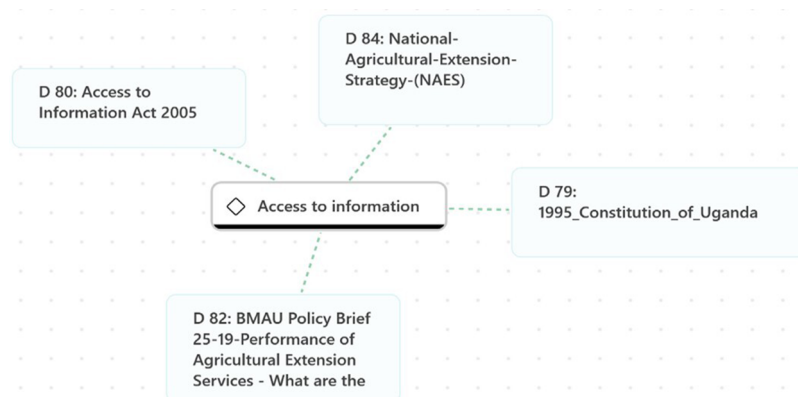 D 84: National-
Agricultural-Extension-
Strategy-(NAES)
D 80: Access to
Information Act 2005
D 79:
1995_Constitution_of_Uganda
Access to information
D 82: BMAU Policy Brief
25-19-Performance of
Agricultural Extension
Services - What are the